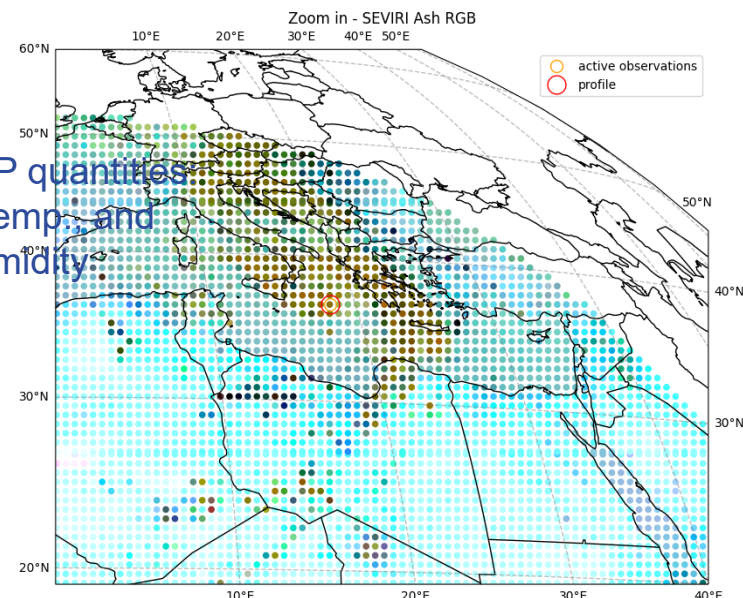 Zoom in - SEVIRI Ash RGB
10°E 20°E 30°E 40°E 50°E
60°N
active observations
profile
50°N
P quantities
50°N
emp., and
40°N
midity
40°N
30°N
30°N
20°N
10°E 20°E 30°E 40°E